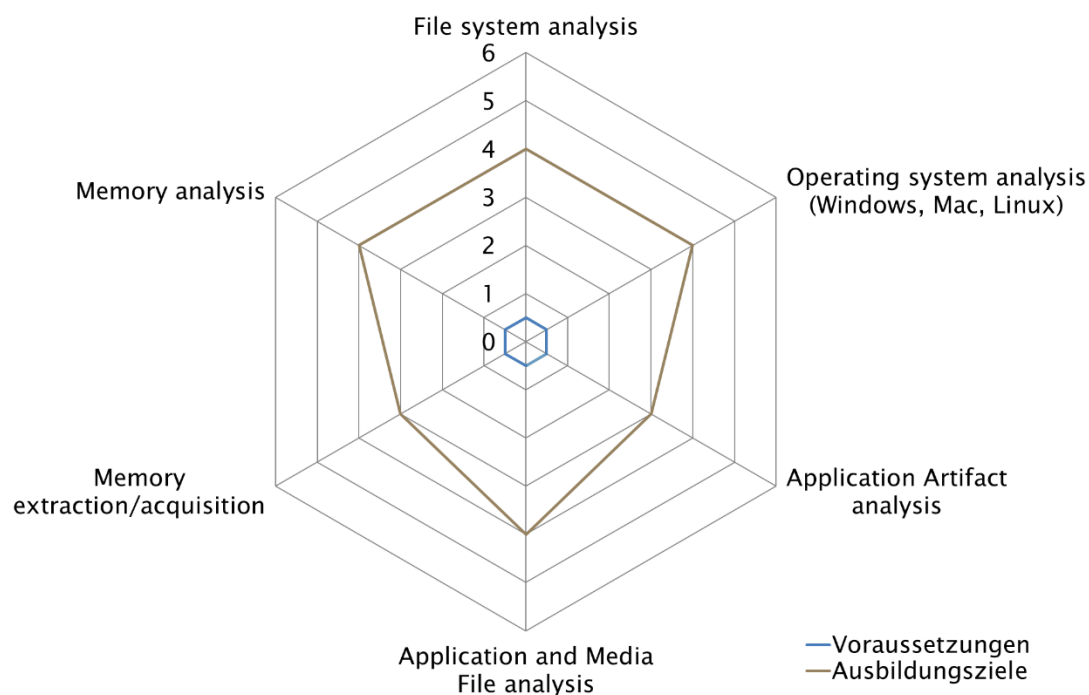 File system analysis
6
5
4
3
2
1
0
Operating system analysis
(Windows, Mac, Linux)
Application Artifact
analysis
Application and Media
File analysis
Memory
extraction/acquisition
Memory analysis
Voraussetzungen
Ausbildungsziele